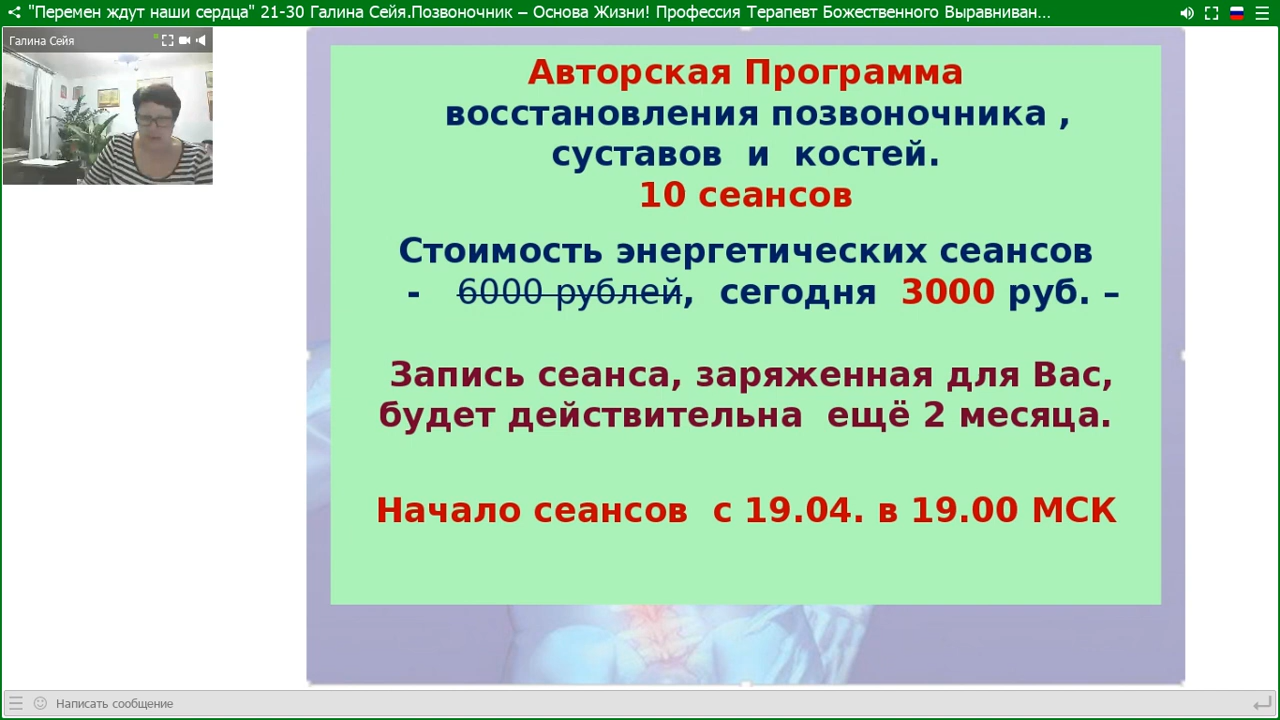 "Перемен ждут наши сердца" 21-30 Галина Сейя.Позвоночник – Основа Жизни! Профессия Терапевт Божественного Выравниван...
Галина Сейя
Авторская Программа
восстановления позвоночника ,
суставов и костей.
10 сеансов
Стоимость энергетических сеансов
- 6000 рублей, сегодня 3000 руб. –
Запись сеанса, заряженная для Вас,
будет действительна ещё 2 месяца.
Начало сеансов с 19.04. в 19.00 МСК
Написать сообщение